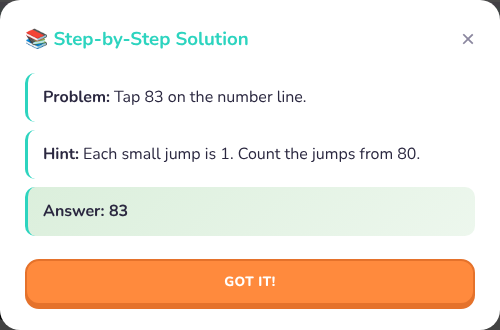 📚 Step-by-Step Solution
Problem: Tap 83 on the number line.
Hint: Each small jump is 1. Count the jumps from 80.
Answer: 83
GOT IT!